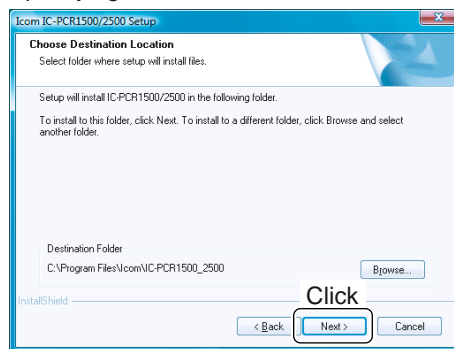 Icom IC-PCR1500/2500 Setup
Choose Destination Location
Select folder where setup will install files.
Setup will install IC-PCR1500/2500 in the following folder.
To install to this folder, click Next. To install to a different folder, click Browse and select
another folder.
Destination Folder
C:\Program Files\Icom\IC-PCR1500_2500
Browse...
Click
InstallShield
< Back
Next >
Cancel